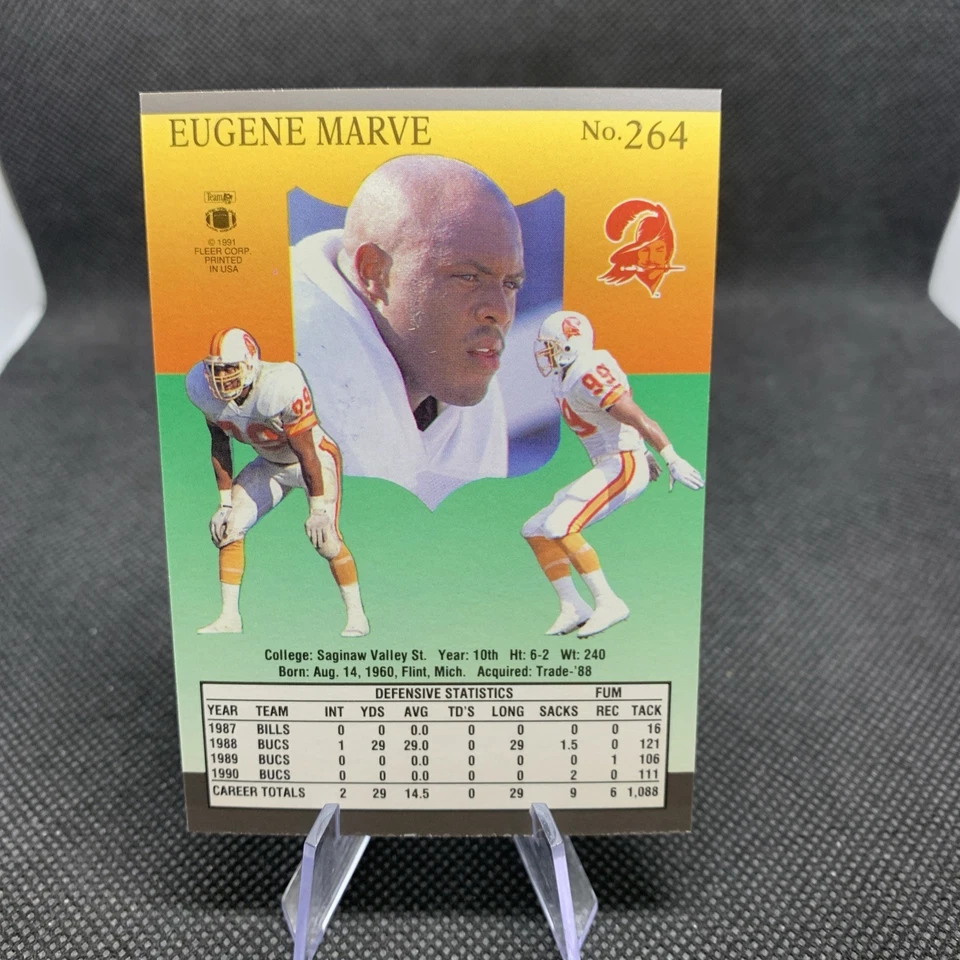 EUGENE MARVE No. 264
Team NFL
© 1991
FLEER CORP.
PRINTED
IN USA
99
99
College: Saginaw Valley St. Year: 10th Ht: 6-2 Wt: 240
Born: Aug. 14, 1960, Flint, Mich. Acquired: Trade-'88
DEFENSIVE STATISTICS FUM
YEAR TEAM INT YDS AVG TD'S LONG SACKS REC TACK
1987 BILLS 0 0 0.0 0 0 0 0 16
1988 BUCS 1 29 29.0 0 29 1.5 0 121
1989 BUCS 0 0 0.0 0 0 0 1 106
1990 BUCS 0 0 0.0 0 0 2 0 111
CAREER TOTALS 2 29 14.5 0 29 9 6 1,088